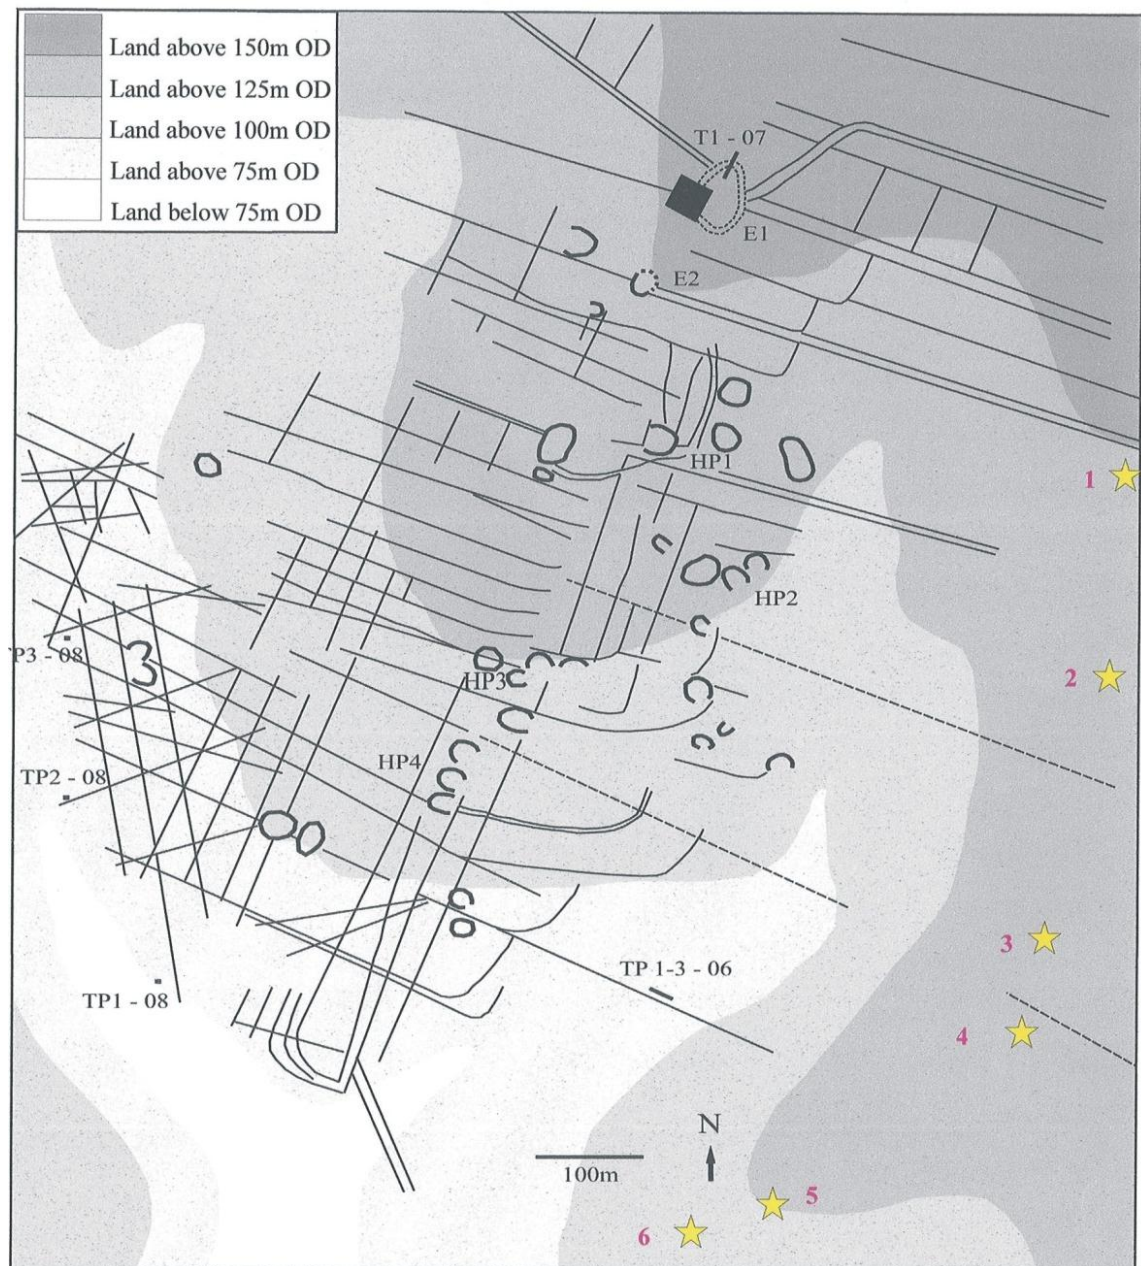 Land above 150m OD
Land above 125m OD
Land above 100m OD
Land above 75m OD
Land below 75m OD
T1 - 07
E1
E2
HP1
1
HP2
P3 - 08
HP3
2
HP4
TP2 - 08
3
TP 1-3 - 06
TP1 - 08
4
N
100m
5
6